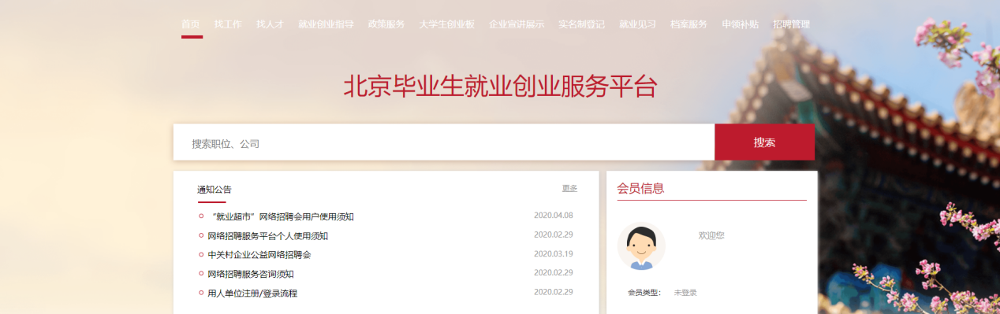 首页 找工作 找人才 就业创业指导 政策服务 大学生创业板 企业宣讲展示 实名制登记 就业见习 档案服务 申领补贴 招聘管理
北京毕业生就业创业服务平台
搜索职位、公司 搜索
通知公告 更多
“就业超市”网络招聘会用户使用须知 2020.04.08
网络招聘服务平台个人使用须知 2020.02.29
中关村企业公益网络招聘会 2020.03.19
网络招聘服务咨询须知 2020.02.29
用人单位注册/登录流程 2020.02.29
会员信息
欢迎您
会员类型： 未登录